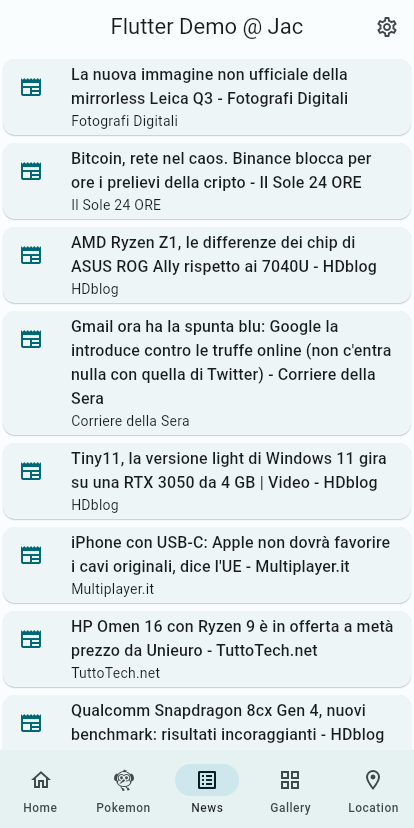 Flutter Demo @ Jac
La nuova immagine non ufficiale della
mirrorless Leica Q3 - Fotografi Digitali
Fotografi Digitali
Bitcoin, rete nel caos. Binance blocca per
ore i prelievi della cripto - Il Sole 24 ORE
Il Sole 24 ORE
AMD Ryzen Z1, le differenze dei chip di
ASUS ROG Ally rispetto ai 7040U - HDblog
HDblog
Gmail ora ha la spunta blu: Google la
introduce contro le truffe online (non c'entra
nulla con quella di Twitter) - Corriere della
Sera
Corriere della Sera
Tiny11, la versione light di Windows 11 gira
su una RTX 3050 da 4 GB | Video - HDblog
HDblog
iPhone con USB-C: Apple non dovrà favorire
i cavi originali, dice l'UE - Multiplayer.it
Multiplayer.it
HP Omen 16 con Ryzen 9 è in offerta a metà
prezzo da Unieuro - TuttoTech.net
TuttoTech.net
Qualcomm Snapdragon 8cx Gen 4, nuovi
benchmark: risultati incoraggianti - HDblog
Home
Pokemon
News
Gallery
Location